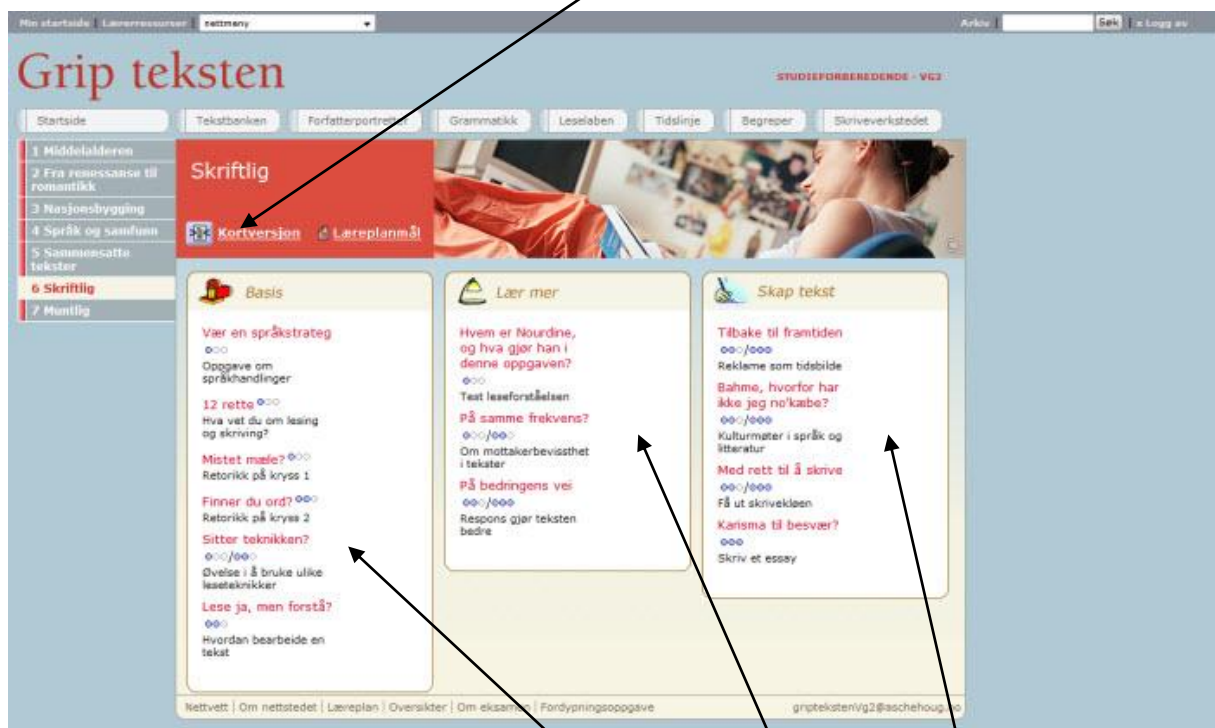 Min startside | Lærerressurser | nettmeny
Arkiv | Søk | x Logg av
Grip teksten
STUDIEFORBEREDENDE - VG2
Startside
Tekstbanken
Forfatterportretter
Grammatikk
Leselaben
Tidslinje
Begreper
Skriveverkstedet
1 Middelalderen
2 Fra renessanse til
romantikk
3 Nasjonsbygging
4 Språk og samfunn
5 Sammensatte
tekster
6 Skriftlig
7 Muntlig
Skriftlig
Kortversjon Læreplanmål
Basis
Vær en språkstrateg
Oppgave om
språkhandlinger
12 rette
Hva vet du om lesing
og skriving?
Mistet mæle?
Retorikk på kryss 1
Finner du ord?
Retorikk på kryss 2
Sitter teknikken?
Øvelse i å bruke ulike
leseteknikker
Lese ja, men forstå?
Hvordan bearbeide en
tekst
Lær mer
Hvem er Nourdine,
og hva gjør han i
denne oppgaven?
Test leseforståelsen
På samme frekvens?
Om mottakerbevissthet
i tekster
På bedringens vei
Respons gjør teksten
bedre
Skap tekst
Tilbake til framtiden
Reklame som tidsbilde
Bahme, hvorfor har
ikke jeg no'kæbe?
Kulturmøter i språk og
litteratur
Med rett til å skrive
Få ut skrivekløen
Karisma til besvær?
Skriv et essay
Nettvett | Om nettstedet | Læreplan | Oversikter | Om eksamen | Fordypningsoppgave
griptekstenVg2@aschehoug.no